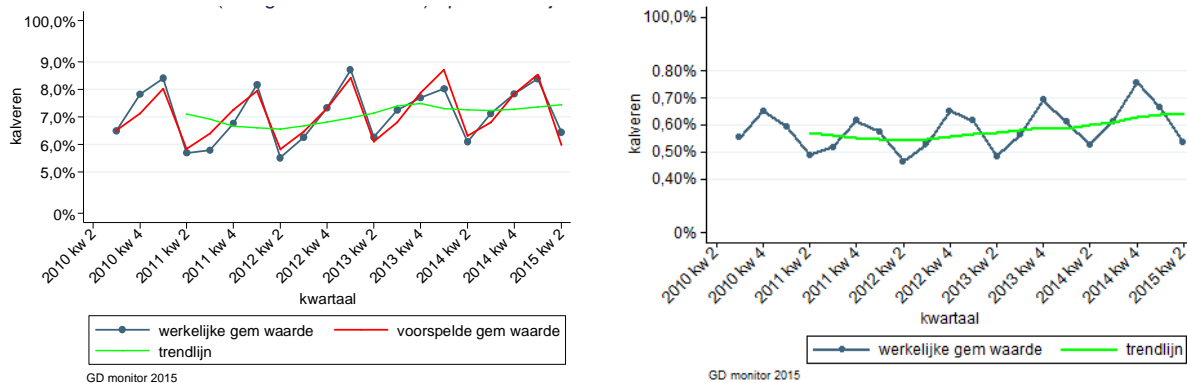 100,0%
9,0%
8,0%
7,0%
6,0%
5,0%
0%
kalveren
2010 kw 2
2010 kw 4
2011 kw 2
2011 kw 4
2012 kw 2
2012 kw 4
2013 kw 2
2013 kw 4
2014 kw 2
2014 kw 4
2015 kw 2
kwartaal
werkelijke gem waarde
voorspelde gem waarde
trendlijn
GD monitor 2015
100,0%
0.80%
0,70%
0,60%
0,50%
0,40%
0%
kalveren
2010 kw 2
2010 kw 4
2011 kw 2
2011 kw 4
2012 kw 2
2012 kw 4
2013 kw 2
2013 kw 4
2014 kw 2
2014 kw 4
2015 kw 2
kwartaal
werkelijke gem waarde
trendlijn
GD monitor 2015